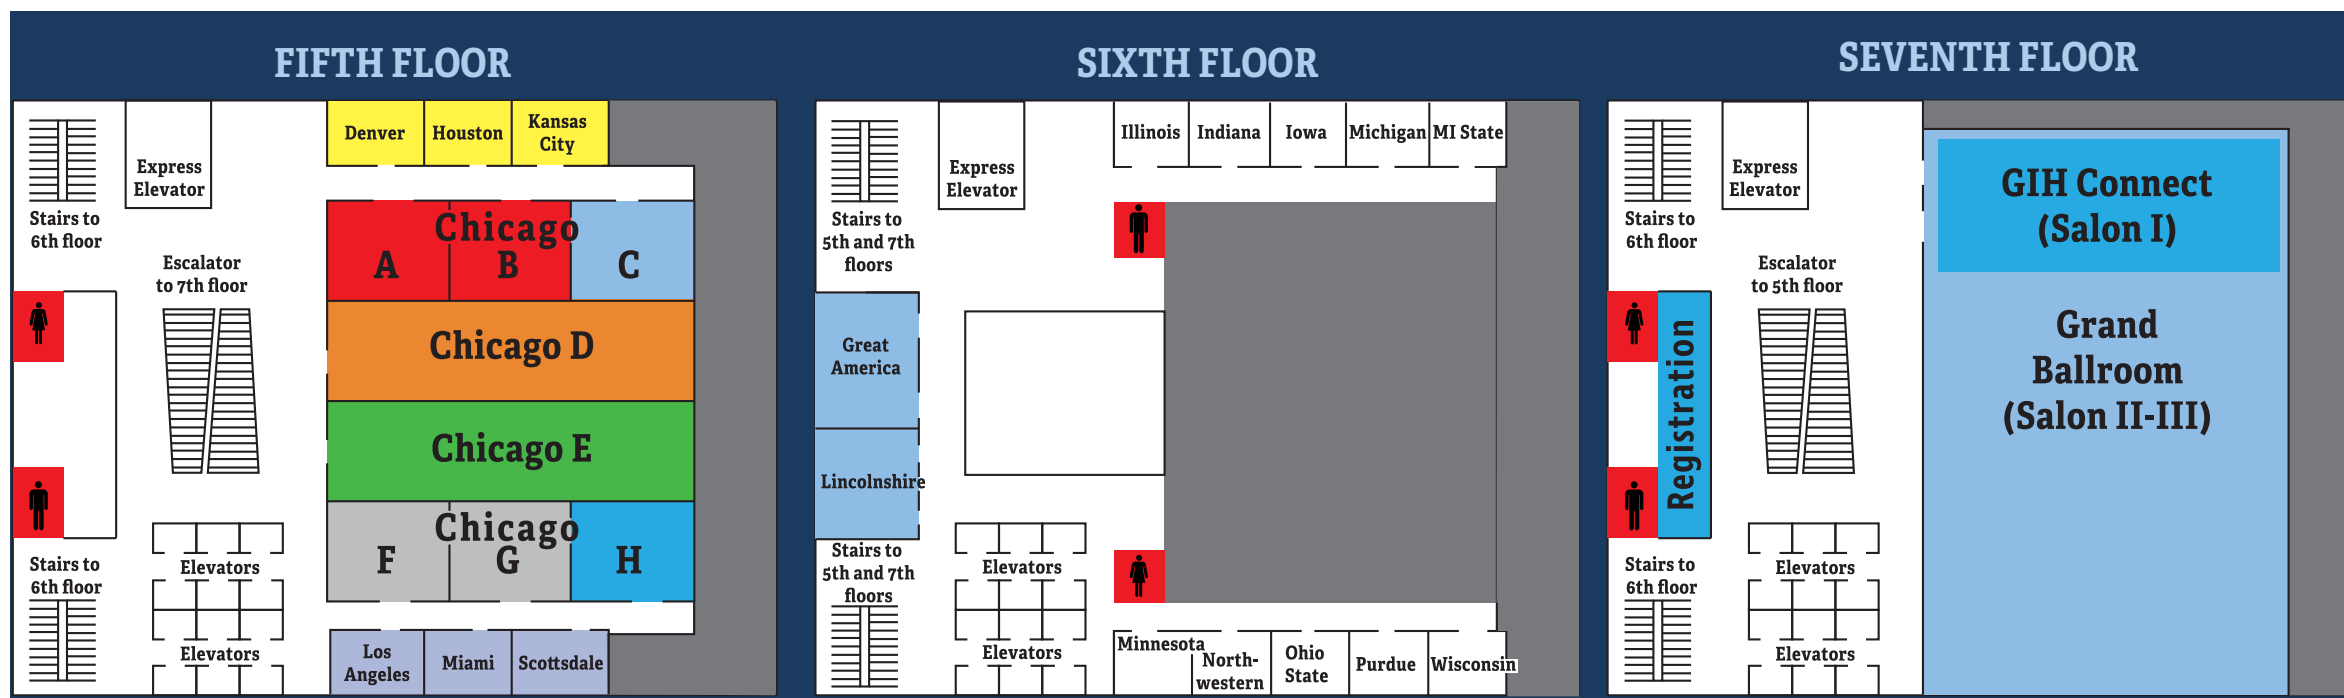 FIFTH FLOOR
Denver
Houston
Kansas
City
Express
Elevator
Stairs to
6th floor
Escalator
to 7th floor
Chicago
A
B
C
Chicago D
Chicago E
Chicago
F
G
H
Stairs to
6th floor
Elevators
Elevators
Los
Angeles
Miami
Scottsdale
SIXTH FLOOR
Illinois
Indiana
Iowa
Michigan
MI State
Express
Elevator
Stairs to
5th and 7th
floors
Great
America
Lincolnshire
Stairs to
5th and 7th
floors
Elevators
Elevators
Minnesota
North-
western
Ohio
State
Purdue
Wisconsin
SEVENTH FLOOR
Express
Elevator
Stairs to
6th floor
Escalator
to 5th floor
GIH Connect
(Salon I)
Grand
Ballroom
(Salon II-III)
Registration
Stairs to
6th floor
Elevators
Elevators